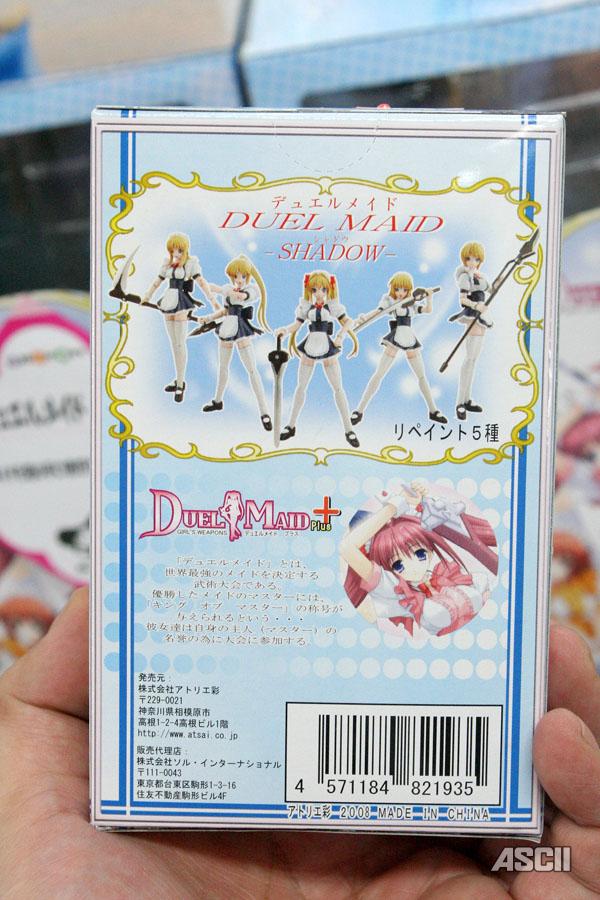 デュエルメイド
DUEL MAID
シャドウ
-SHADOW-
リペイント5種
DUEL MAID Plus
GIRL'S WEAPONS デュエルメイド プラス
「デュエルメイド」とは、
世界最強のメイドを決定する
武術大会である。
優勝したメイドのマスターには、
「キング オブ マスター」の称号が
与えられるという・・・
彼女達は自身の主人（マスター）の
名誉の為に大会に参加する。
発売元：
株式会社アトリエ彩
〒229-0021
神奈川県相模原市
高根1-2-4高根ビル1階
http://www.atsai.co.jp
販売代理店：
株式会社ソル・インターナショナル
〒111-0043
東京都台東区駒形1-3-16
住友不動産駒形ビル4F
4 571184 821935
アトリエ彩 2008 MADE IN CHINA
ASCII